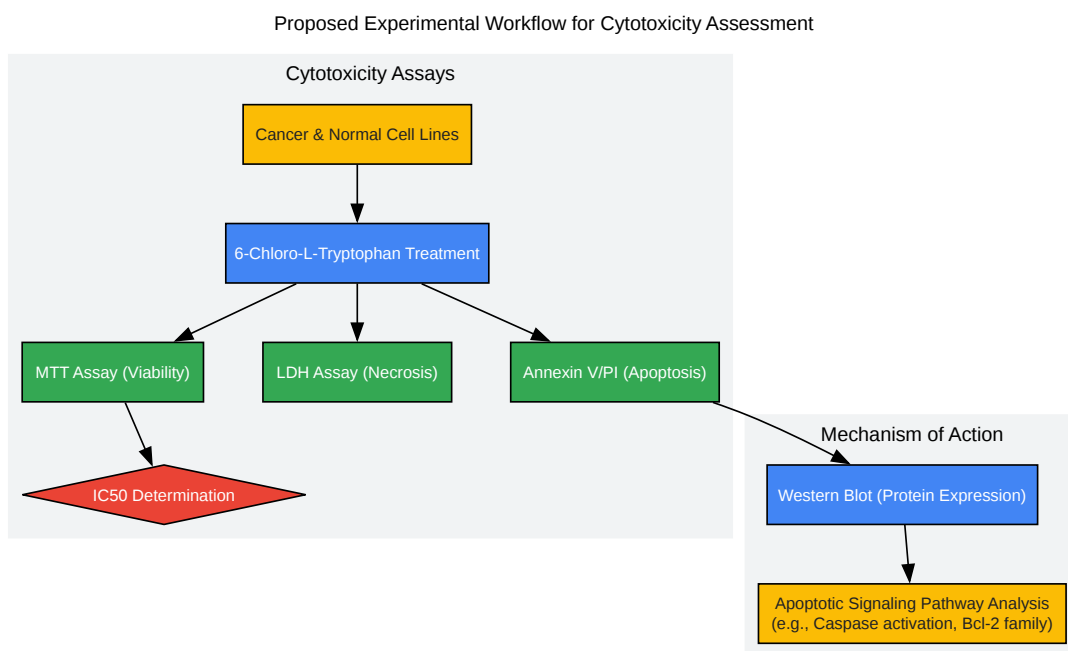 Proposed Experimental Workflow for Cytotoxicity Assessment
Cytotoxicity Assays
Cancer & Normal Cell Lines
6-Chloro-L-Tryptophan Treatment
MTT Assay (Viability)
LDH Assay (Necrosis)
Annexin V/PI (Apoptosis)
IC50 Determination
Mechanism of Action
Western Blot (Protein Expression)
Apoptotic Signaling Pathway Analysis
(e.g., Caspase activation, Bcl-2 family)